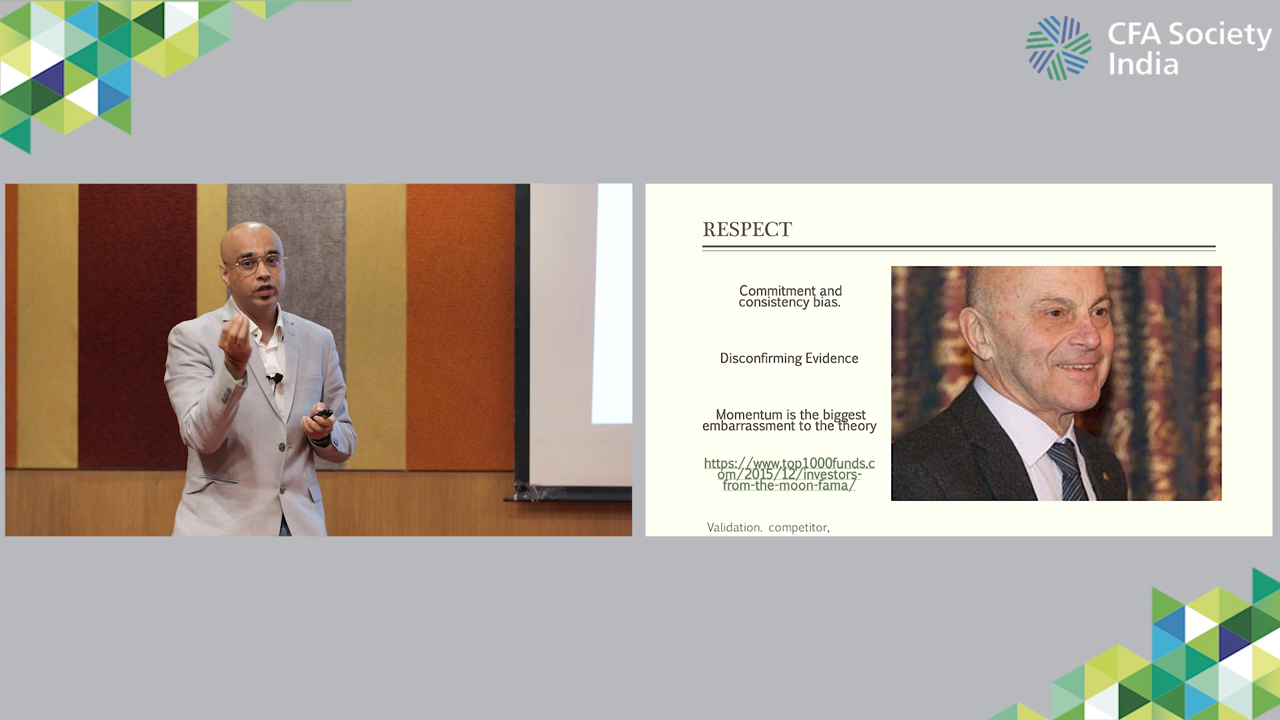 CFA Society
India
RESPECT
Commitment and
consistency bias.
Disconfirming Evidence
Momentum is the biggest
embarrassment to the theory
https://www.top1000funds.c
om/2015/12/investors-
from-the-moon-fama/
Validation, competitor,